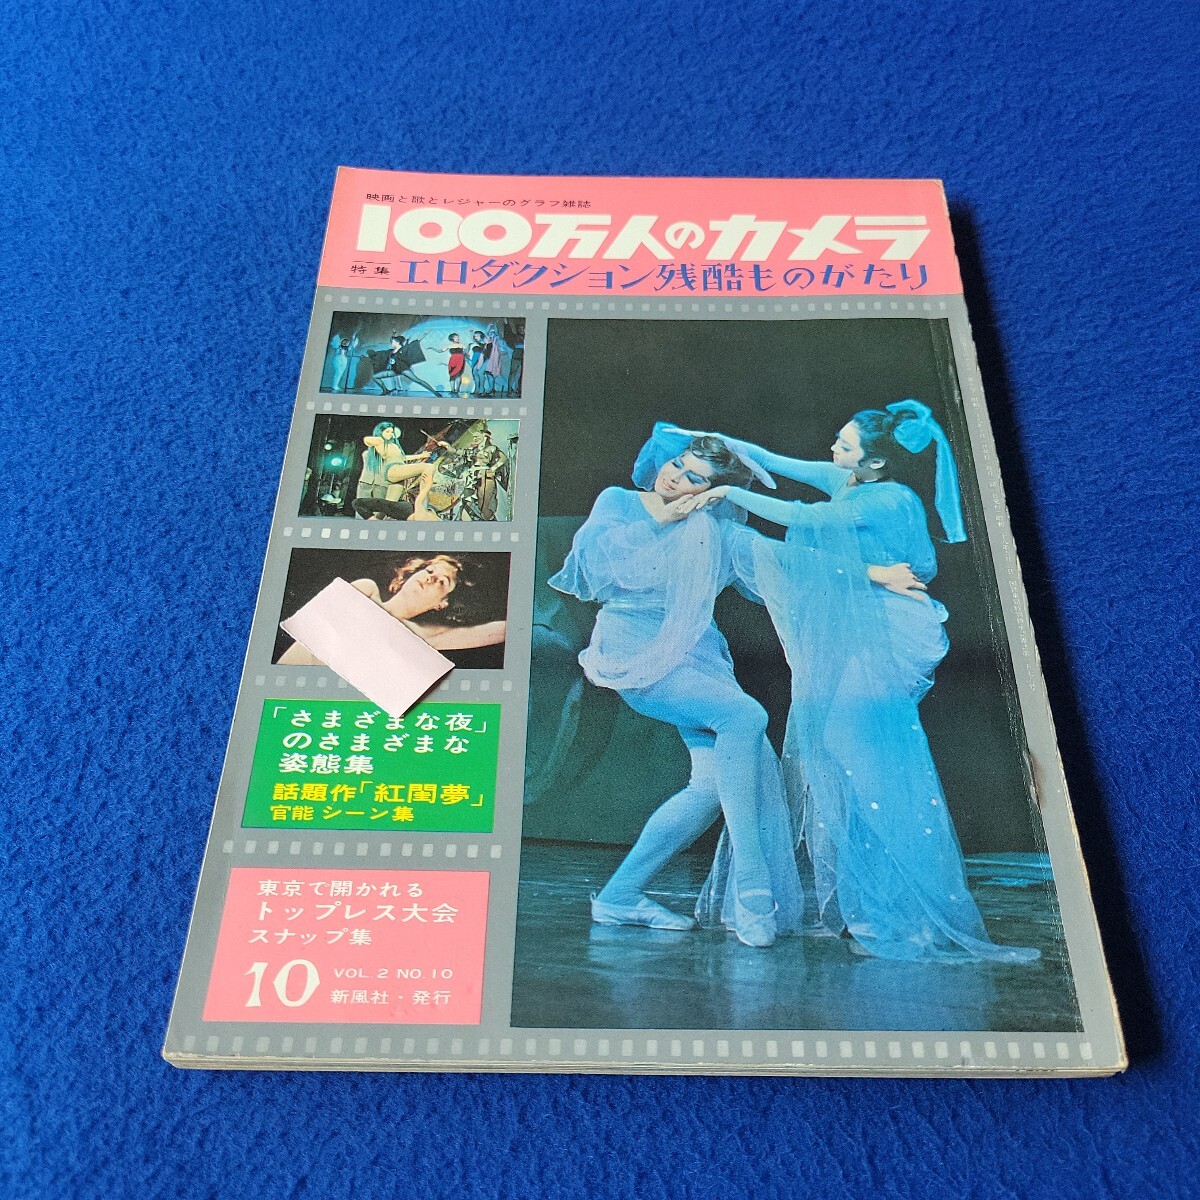 映画と歌とレジャーのグラフ雑誌
100万人のカメラ
特集 エロダクション残酷ものがたり
「さまざまな夜」
のさまざまな
姿態集
話題作「紅閨夢」
官能シーン集
東京で開かれる
トップレス大会
スナップ集
10 VOL.2 NO.10
新風社・発行